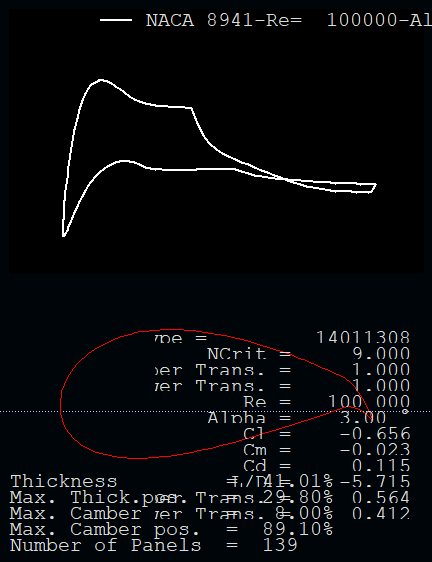 NACA 8941-Re= 100000-Al
ype = 14011308
NCrit = 9.000
er Trans. = 1.000
er Trans. = 1.000
Re = 100 000
Alpha = 3.00 °
Cl = -0.656
Cm = -0.023
Cd = 0.115
Thickness = 41.01% L/D -5.715
Max. Thick.pos. = 29.80% Trans. 0.564
Max. Camber = 8.00% Trans. 0.412
Max. Camber pos. = 89.10%
Number of Panels = 139